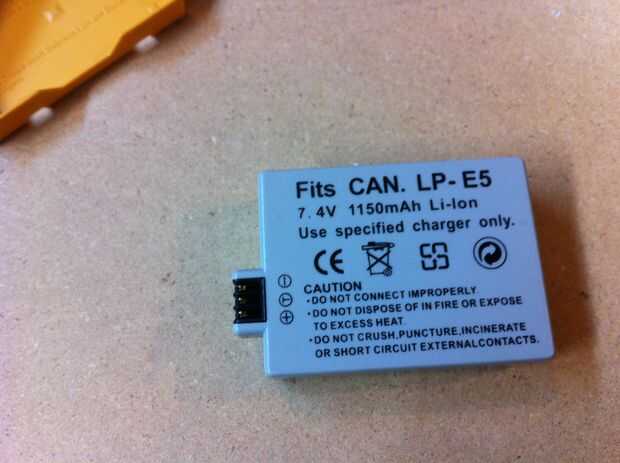 Fits CAN. LP-E5
7.4V 1150mAh Li-Ion
Use specified charger only.
CE
CAUTION
·DO NOT CONNECT IMPROPERLY.
·DO NOT DISPOSE OF IN FIRE OR EXPOSE
TO EXCESS HEAT.
·DO NOT CRUSH,PUNCTURE,INCINERATE
OR SHORT CIRCUIT EXTERNALCONTACTS.